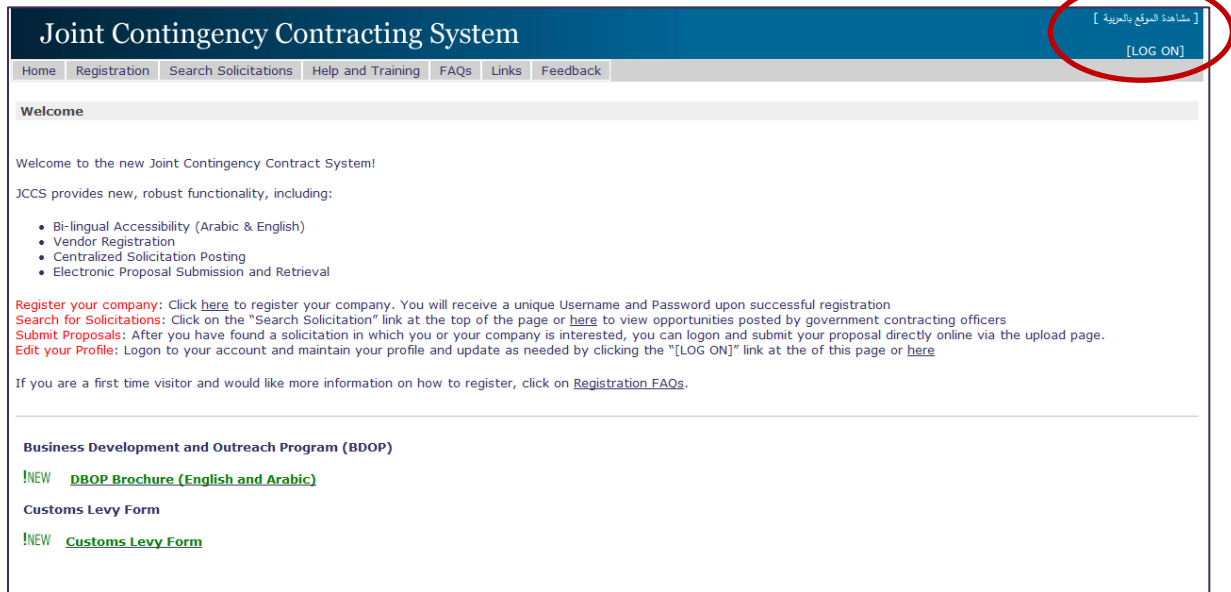 [ مشاهدة الموقع بالعربية ]
Joint Contingency Contracting System
[LOG ON]
Home Registration Search Solicitations Help and Training FAQs Links Feedback
Welcome
Welcome to the new Joint Contingency Contract System!
JCCS provides new, robust functionality, including:
• Bi-lingual Accessibility (Arabic & English)
• Vendor Registration
• Centralized Solicitation Posting
• Electronic Proposal Submission and Retrieval
Register your company: Click here to register your company. You will receive a unique Username and Password upon successful registration
Search for Solicitations: Click on the “Search Solicitation” link at the top of the page or here to view opportunities posted by government contracting officers
Submit Proposals: After you have found a solicitation in which you or your company is interested, you can logon and submit your proposal directly online via the upload page.
Edit your Profile: Logon to your account and maintain your profile and update as needed by clicking the “[LOG ON]” link at the of this page or here
If you are a first time visitor and would like more information on how to register, click on Registration FAQs.
Business Development and Outreach Program (BDOP)
!NEW DBOP Brochure (English and Arabic)
Customs Levy Form
!NEW Customs Levy Form